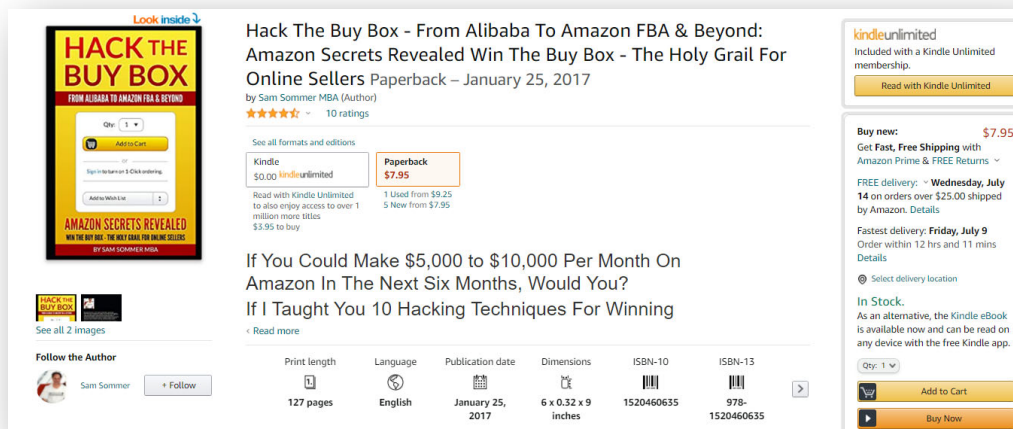 Look inside
HACK THE
BUY BOX
FROM ALIBABA TO AMAZON FBA & BEYOND
Qty: 1
Add to Cart
or
Sign in to turn on 1-Click ordering.
Add to Wish List
AMAZON SECRETS REVEALED
WIN THE BUY BOX - THE HOLY GRAIL FOR ONLINE SELLERS
BY SAM SOMMER MBA
HACK THE
BUY BOX
See all 2 images
Follow the Author
Sam Sommer
+ Follow
Hack The Buy Box - From Alibaba To Amazon FBA & Beyond:
Amazon Secrets Revealed Win The Buy Box - The Holy Grail For
Online Sellers Paperback – January 25, 2017
by Sam Sommer MBA (Author)
10 ratings
See all formats and editions
Kindle
$0.00 kindleunlimited
Read with Kindle Unlimited
to also enjoy access to over 1
million more titles
$3.95 to buy
Paperback
$7.95
1 Used from $9.25
5 New from $7.95
If You Could Make $5,000 to $10,000 Per Month On
Amazon In The Next Six Months, Would You?
If I Taught You 10 Hacking Techniques For Winning
Read more
Print length
127 pages
Language
English
Publication date
January 25,
2017
Dimensions
6 x 0.32 x 9
inches
ISBN-10
1520460635
ISBN-13
978-
1520460635
kindleunlimited
Included with a Kindle Unlimited
membership.
Read with Kindle Unlimited
Buy new: $7.95
Get Fast, Free Shipping with
Amazon Prime & FREE Returns
FREE delivery: Wednesday, July
14 on orders over $25.00 shipped
by Amazon. Details
Fastest delivery: Friday, July 9
Order within 12 hrs and 11 mins
Details
Select delivery location
In Stock.
As an alternative, the Kindle eBook
is available now and can be read on
any device with the free Kindle app.
Qty: 1
Add to Cart
Buy Now